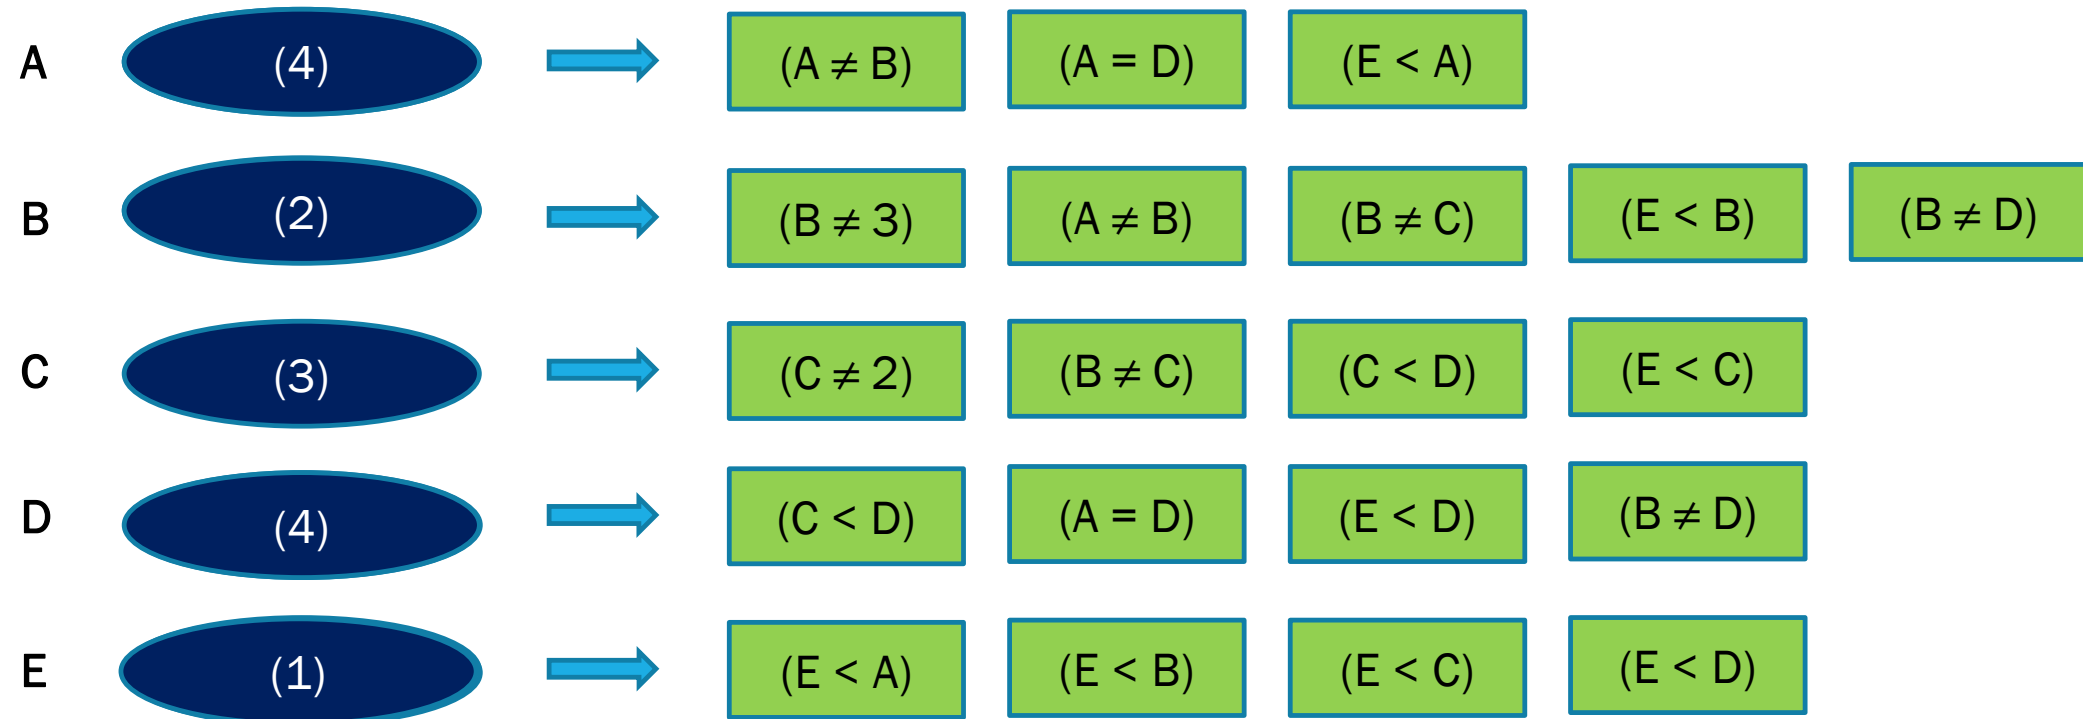 A (4) (A ≠ B) (A = D) (E < A)
B (2) (B ≠ 3) (A ≠ B) (B ≠ C) (E < B) (B ≠ D)
C (3) (C ≠ 2) (B ≠ C) (C < D) (E < C)
D (4) (C < D) (A = D) (E < D) (B ≠ D)
E (1) (E < A) (E < B) (E < C) (E < D)